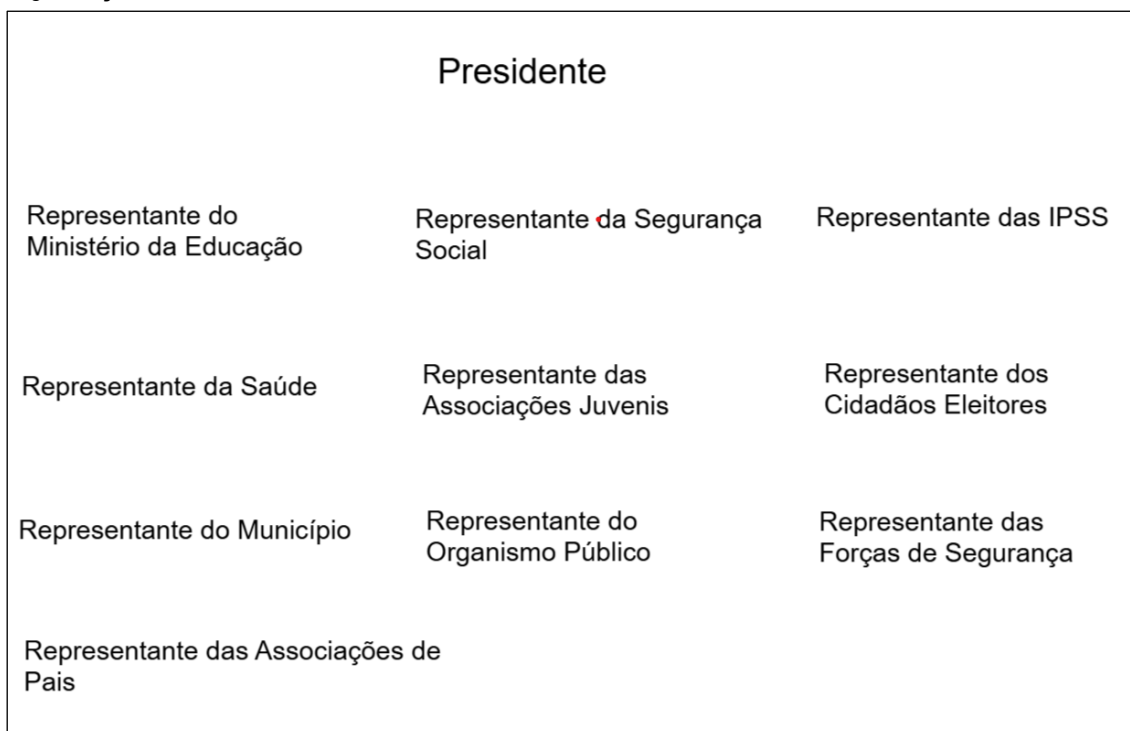 Presidente
Representante do
Ministério da Educação
Representante da Segurança
Social
Representante das IPSS
Representante da Saúde
Representante das
Associações Juvenis
Representante dos
Cidadãos Eleitores
Representante do Município
Representante do
Organismo Público
Representante das
Forças de Segurança
Representante das Associações de
Pais